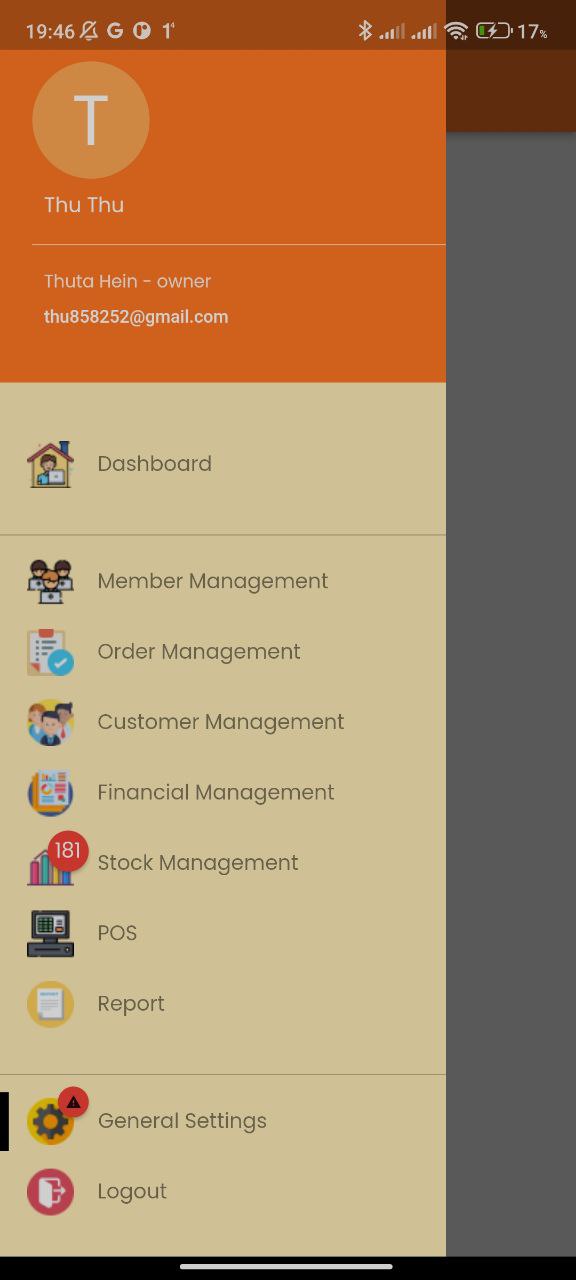 19:46 17%
T
Thu Thu
Thuta Hein - owner
thu858252@gmail.com
Dashboard
Member Management
Order Management
Customer Management
Financial Management
181
Stock Management
POS
Report
General Settings
Logout